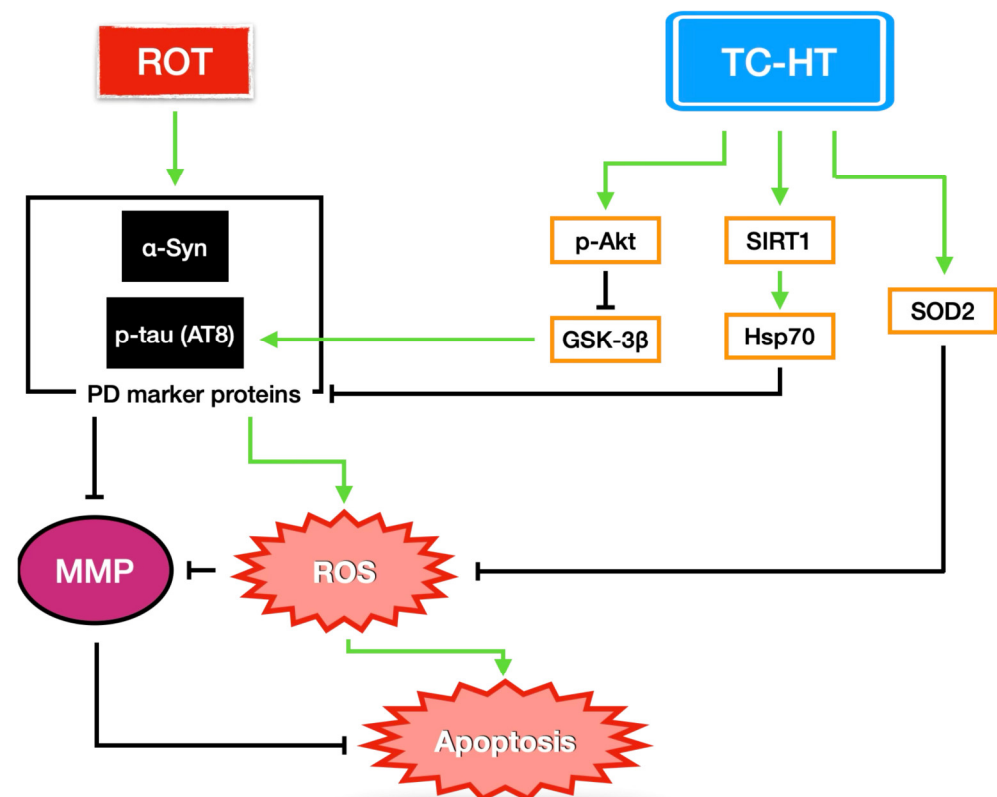 ROT
TC-HT
α-Syn
p-Akt
SIRT1
SOD2
p-tau (AT8)
GSK-3β
Hsp70
PD marker proteins
MMP
ROS
Apoptosis